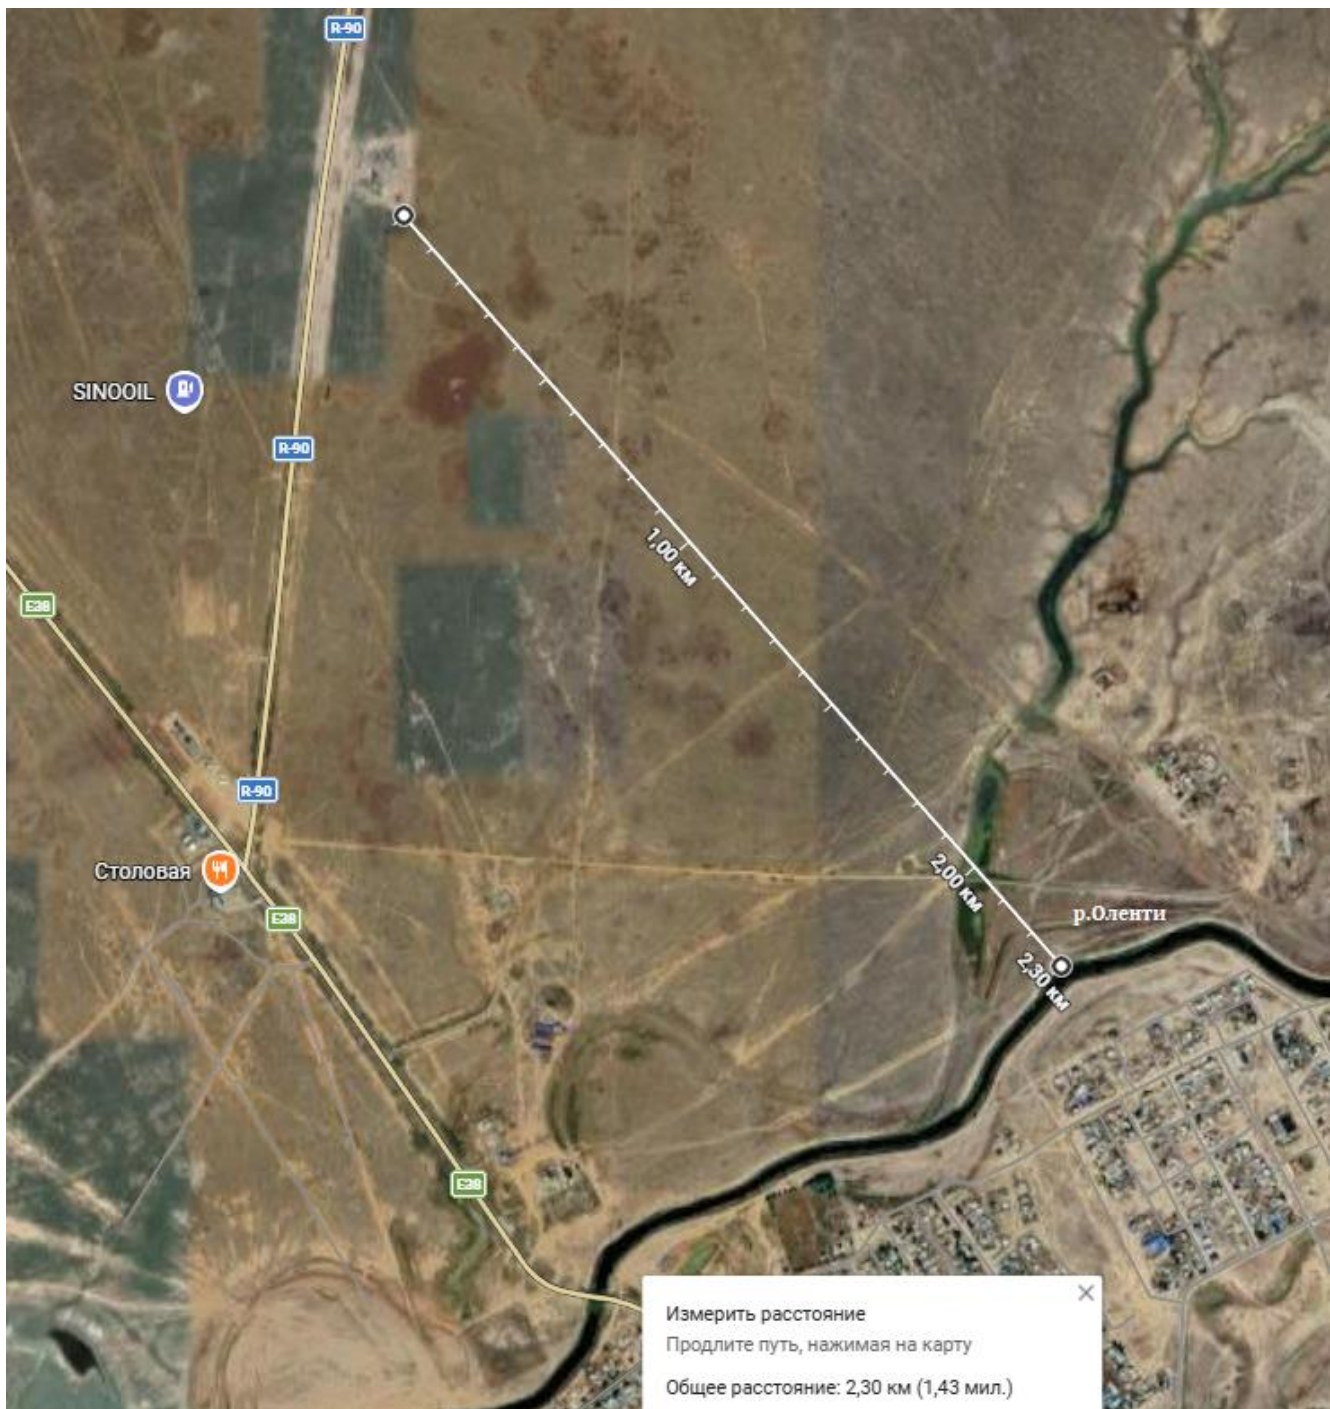 R-90
SINOOIL
R-90
1,00 км
E38
R-90
Столовая
2,00 км
E38
р.Оленти
2,30 км
E38
Измерить расстояние
Продлите путь, нажимая на карту
Общее расстояние: 2,30 км (1,43 мил.)